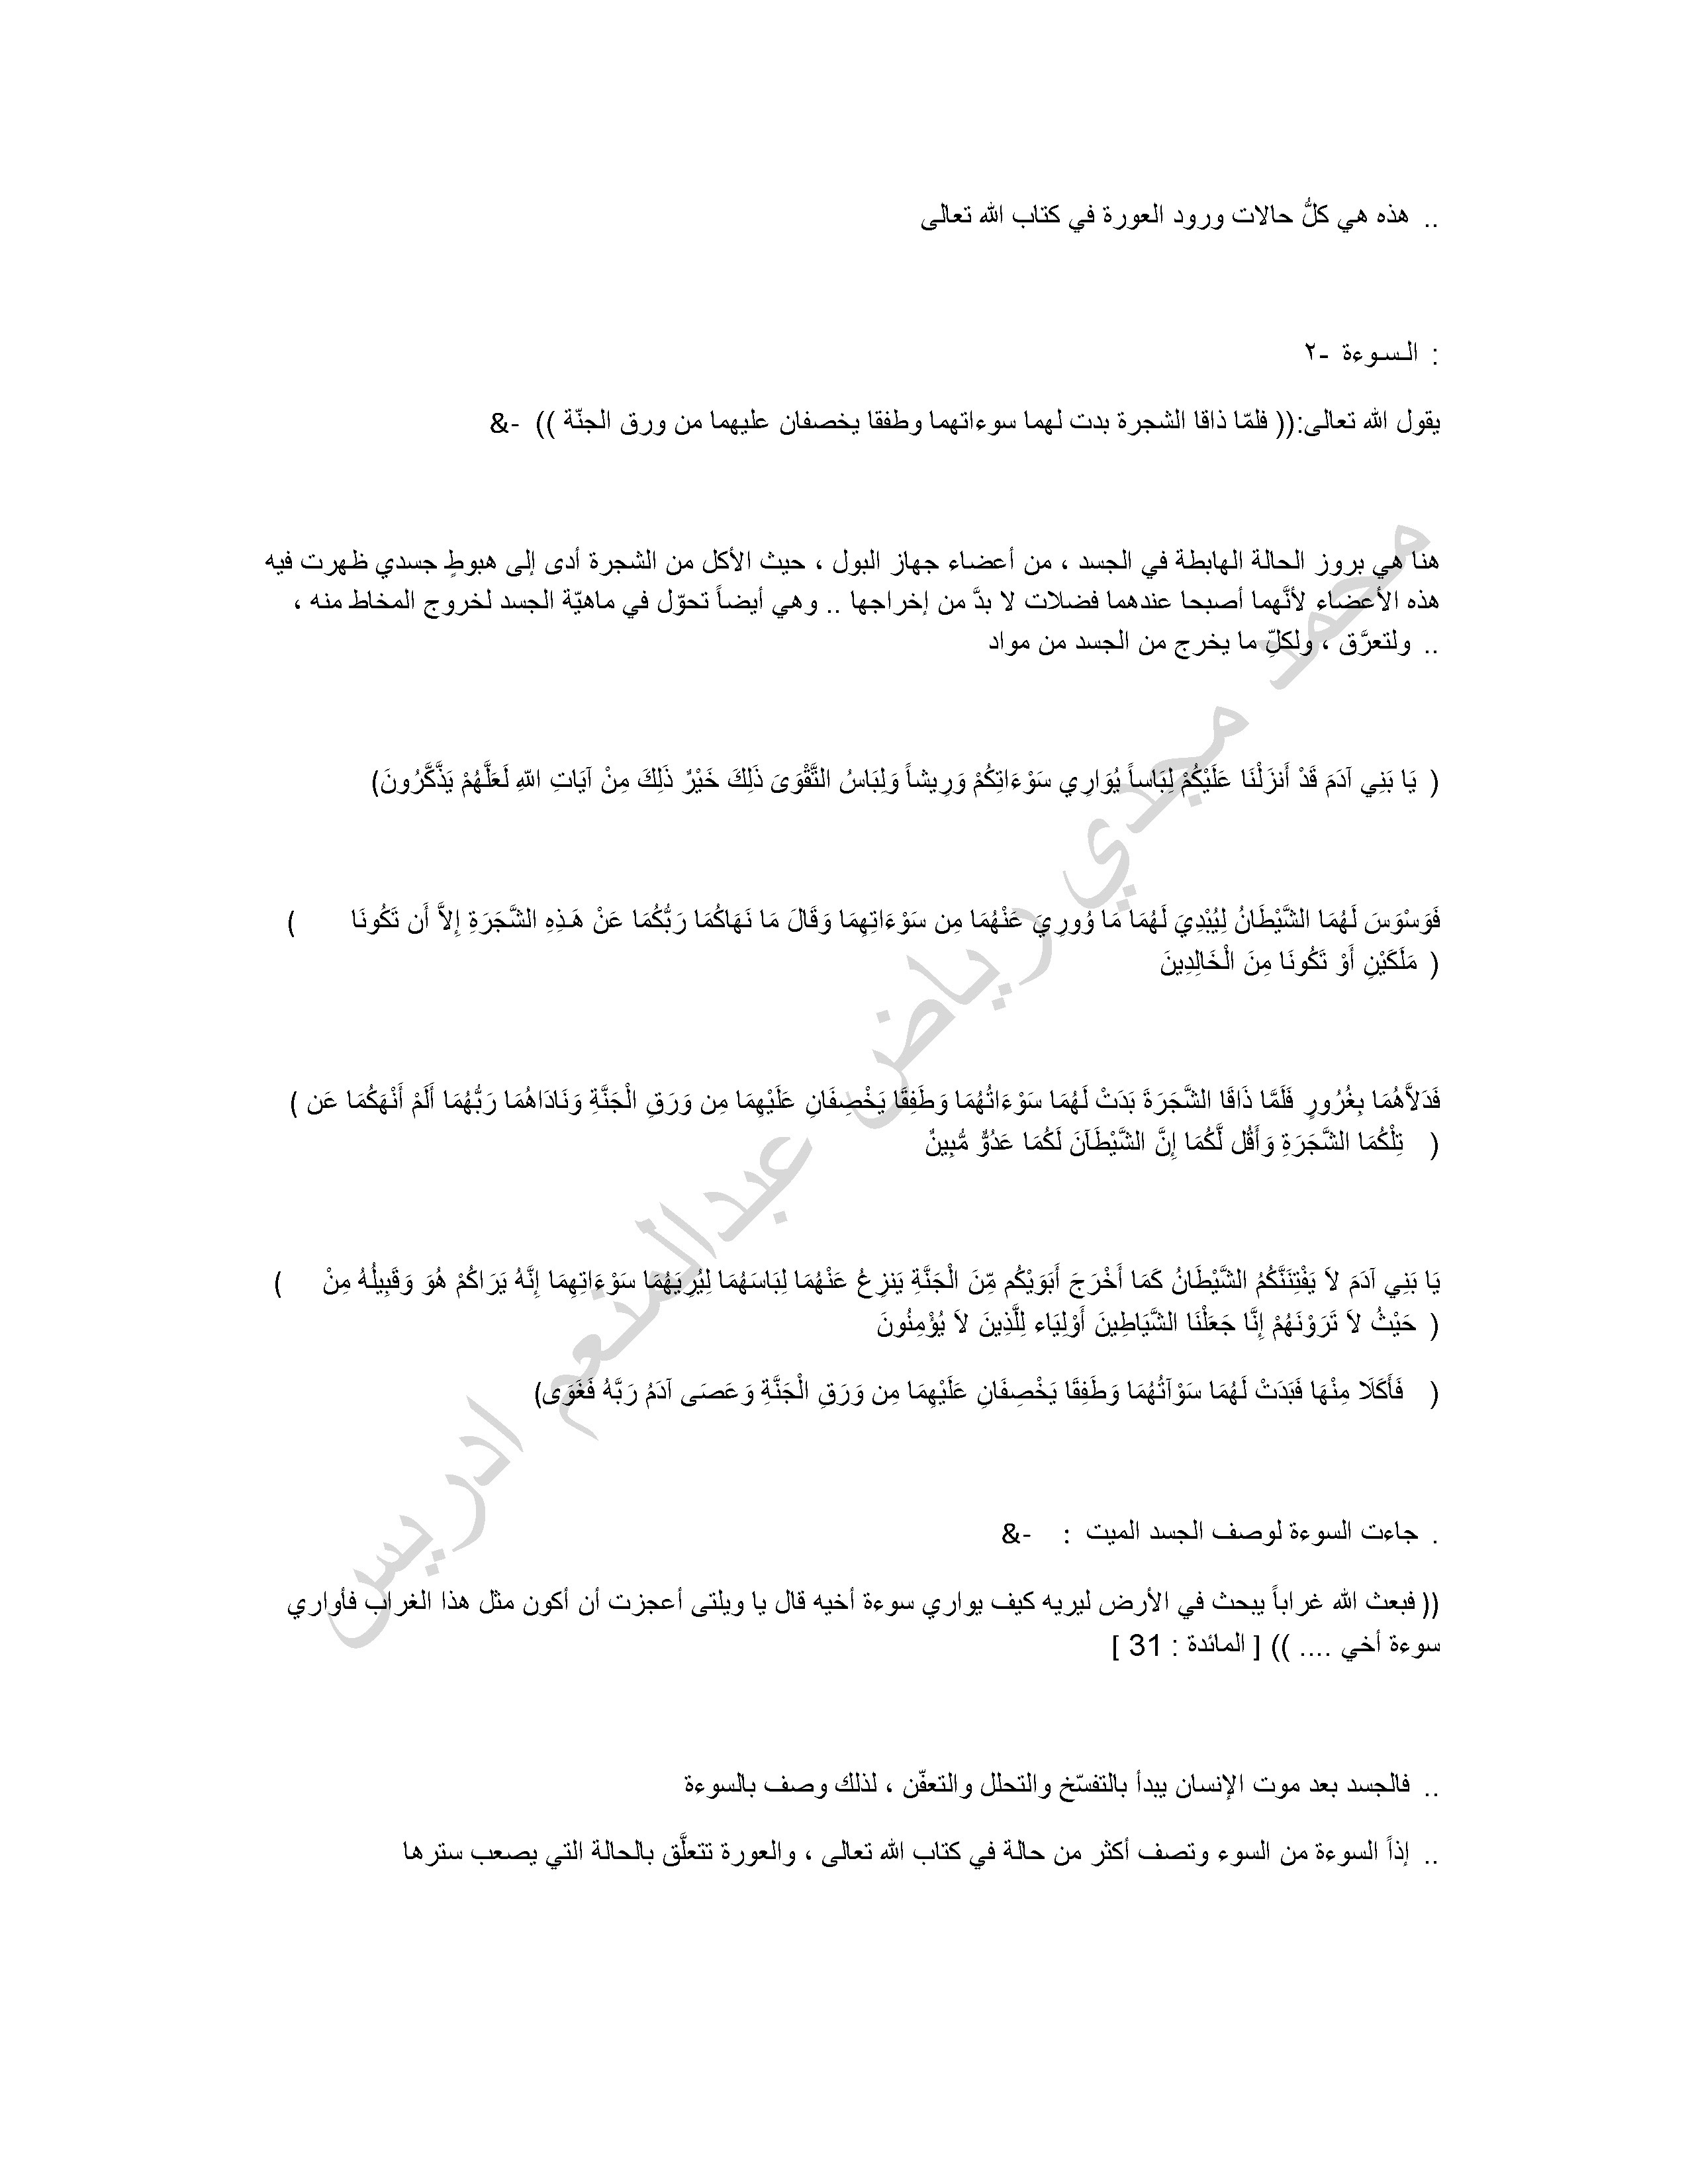 .. هذه هي كلُّ حالات ورود العورة في كتاب الله تعالى
: الـسـوءة -٢
يقول الله تعالى:(( فلمّا ذاقا الشجرة بدت لهما سوءاتهما وطفقا يخصفان عليهما من ورق الجنّة )) -&
هنا هي بروز الحالة الهابطة في الجسد ، من أعضاء جهاز البول ، حيث الأكل من الشجرة أدى إلى هبوطٍ جسدي ظهرت فيه
هذه الأعضاء لأنَّهما أصبحا عندهما فضلات لا بدَّ من إخراجها .. وهي أيضاً تحوّل في ماهيّة الجسد لخروج المخاط منه ،
.. ولتعرَّق ، ولكلِّ ما يخرج من الجسد من مواد
( يَا بَنِي آدَمَ قَدْ أَنزَلْنَا عَلَيْكُمْ لِبَاساً يُوَارِي سَوْءَاتِكُمْ وَرِيشاً وَلِبَاسُ التَّقْوَىَ ذَلِكَ خَيْرٌ ذَلِكَ مِنْ آيَاتِ اللّهِ لَعَلَّهُمْ يَذَّكَّرُونَ)
فَوَسْوَسَ لَهُمَا الشَّيْطَانُ لِيُبْدِيَ لَهُمَا مَا وُورِيَ عَنْهُمَا مِن سَوْءَاتِهِمَا وَقَالَ مَا نَهَاكُمَا رَبُّكُمَا عَنْ هَـذِهِ الشَّجَرَةِ إِلاَّ أَن تَكُونَا )
( مَلَكَيْنِ أَوْ تَكُونَا مِنَ الْخَالِدِينَ
فَدَلاَّهُمَا بِغُرُورٍ فَلَمَّا ذَاقَا الشَّجَرَةَ بَدَتْ لَهُمَا سَوْءَاتُهُمَا وَطَفِقَا يَخْصِفَانِ عَلَيْهِمَا مِن وَرَقِ الْجَنَّةِ وَنَادَاهُمَا رَبُّهُمَا أَلَمْ أَنْهَكُمَا عَن )
( تِلْكُمَا الشَّجَرَةِ وَأَقُل لَّكُمَا إِنَّ الشَّيْطَآنَ لَكُمَا عَدُوٌّ مُّبِينٌ
يَا بَنِي آدَمَ لاَ يَفْتِنَنَّكُمُ الشَّيْطَانُ كَمَا أَخْرَجَ أَبَوَيْكُم مِّنَ الْجَنَّةِ يَنزِعُ عَنْهُمَا لِبَاسَهُمَا لِيُرِيَهُمَا سَوْءَاتِهِمَا إِنَّهُ يَرَاكُمْ هُوَ وَقَبِيلُهُ مِنْ )
( حَيْثُ لاَ تَرَوْنَهُمْ إِنَّا جَعَلْنَا الشَّيَاطِينَ أَوْلِيَاء لِلَّذِينَ لاَ يُؤْمِنُونَ
( فَأَكَلَا مِنْهَا فَبَدَتْ لَهُمَا سَوْآتُهُمَا وَطَفِقَا يَخْصِفَانِ عَلَيْهِمَا مِن وَرَقِ الْجَنَّةِ وَعَصَى آدَمُ رَبَّهُ فَغَوَى)
. جاءت السوءة لوصف الجسد الميت : -&
(( فبعث الله غراباً يبحث في الأرض ليريه كيف يواري سوءة أخيه قال يا ويلتى أعجزت أن أكون مثل هذا الغراب فأواري
سوءة أخي .... )) [ المائدة : 31 ]
.. فالجسد بعد موت الإنسان يبدأ بالتفسّخ والتحلل والتعفّن ، لذلك وصف بالسوءة
.. إذاً السوءة من السوء وتصف أكثر من حالة في كتاب الله تعالى ، والعورة تتعلَّق بالحالة التي يصعب سترها
محمد مجدي رياض عبدالمنعم ادريس